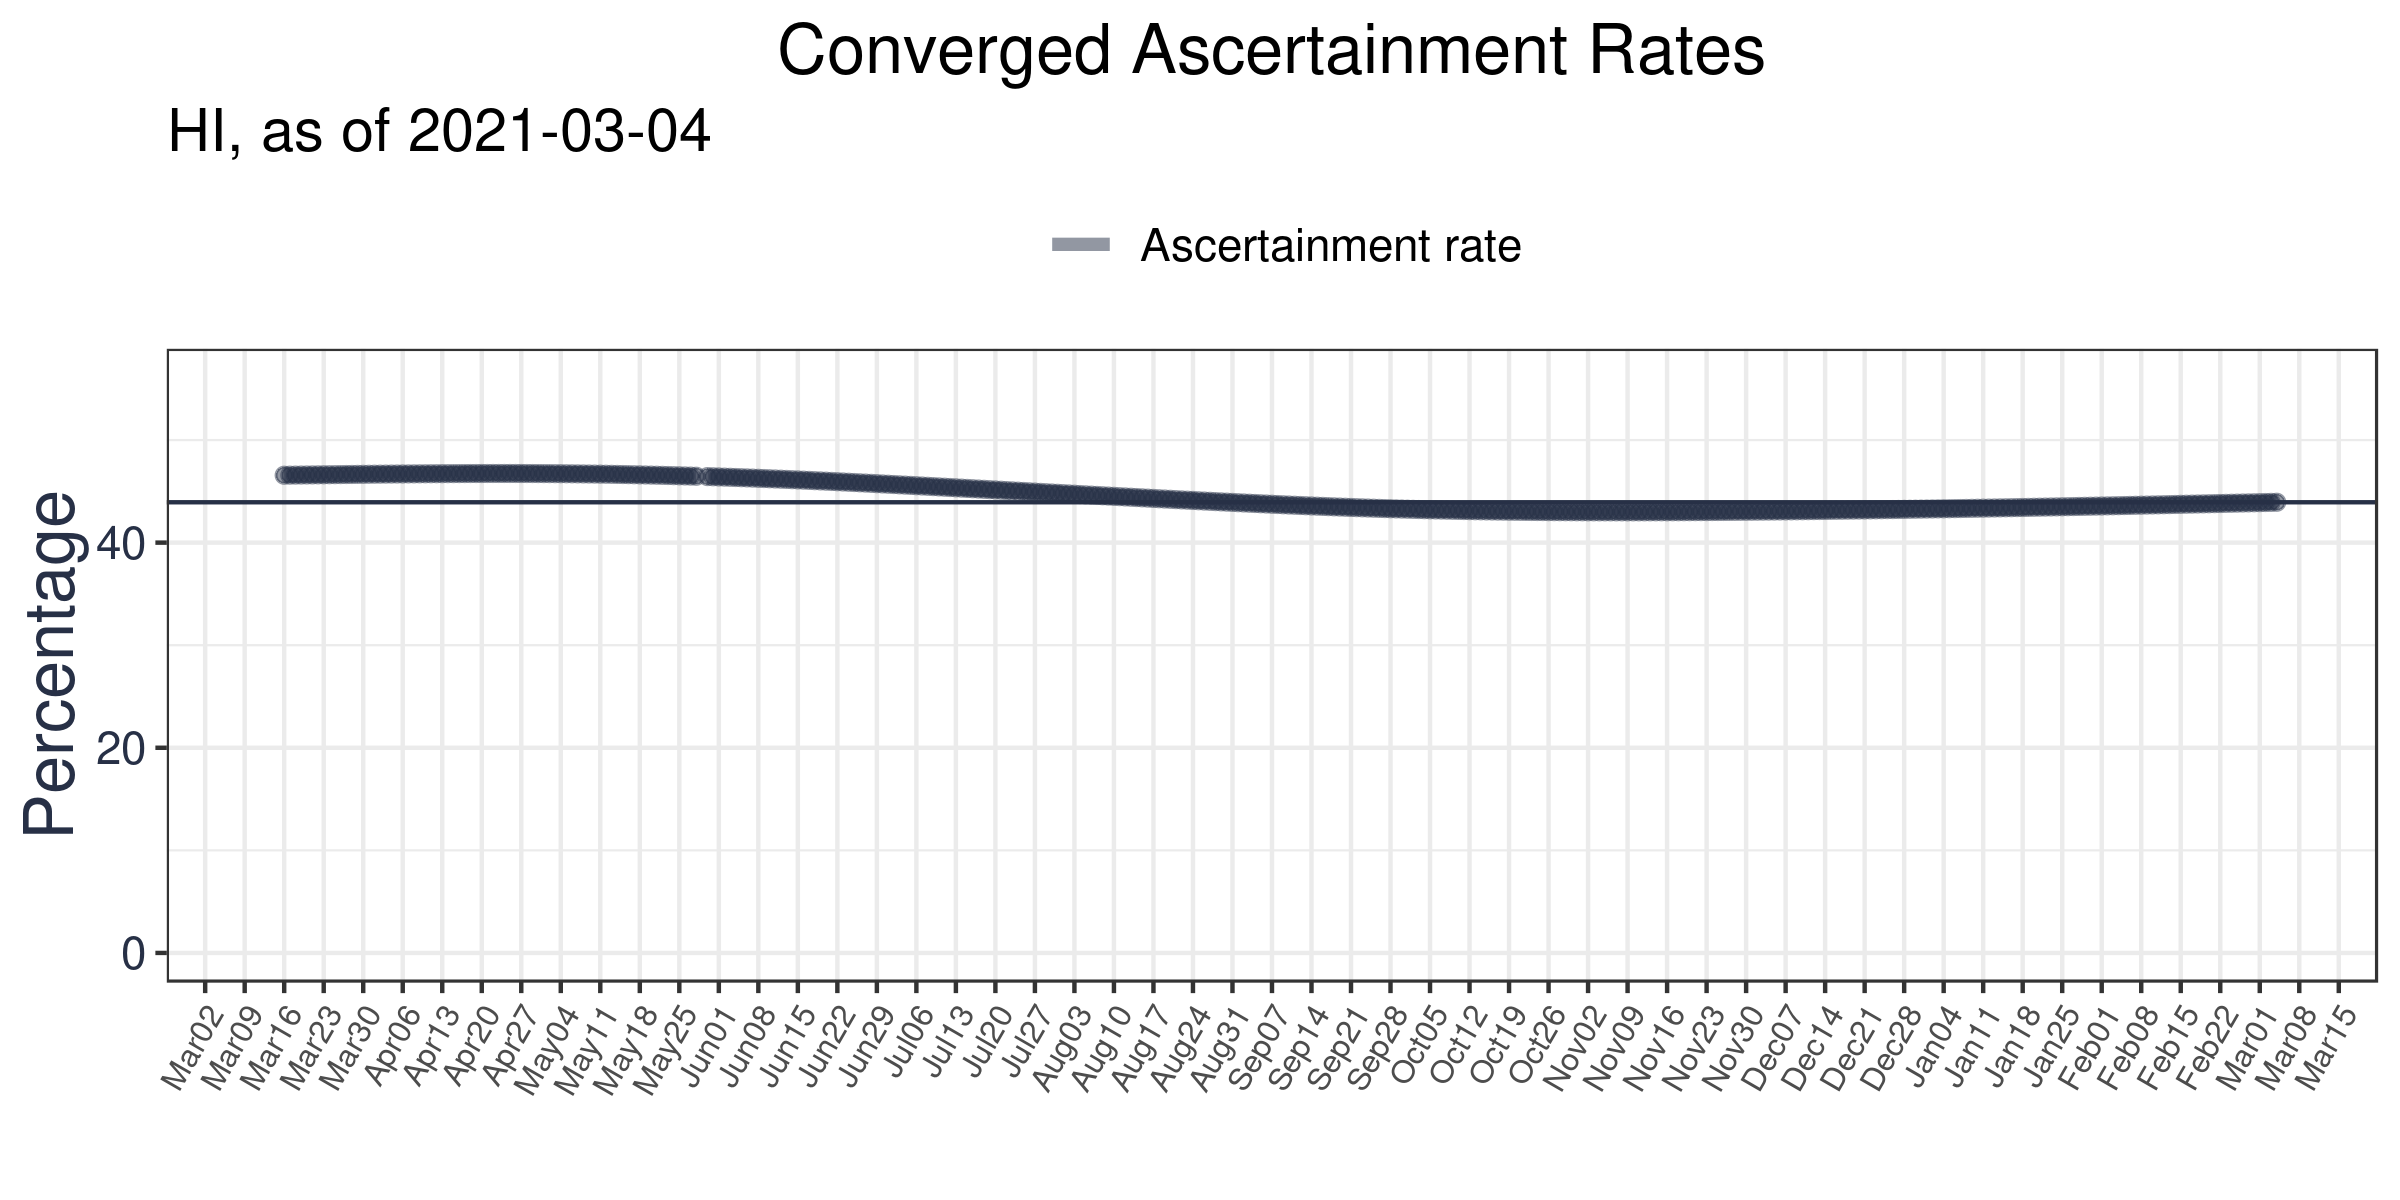 Converged Ascertainment Rates
HI, as of 2021-03-04
Ascertainment rate
Percentage
40
20
0
Mar02
Mar09
Mar16
Mar23
Mar30
Apr06
Apr13
Apr20
Apr27
May04
May11
May18
May25
Jun01
Jun08
Jun15
Jun22
Jun29
Jul06
Jul13
Jul20
Jul27
Aug03
Aug10
Aug17
Aug24
Aug31
Sep07
Sep14
Sep21
Sep28
Oct05
Oct12
Oct19
Oct26
Nov02
Nov09
Nov16
Nov23
Nov30
Dec07
Dec14
Dec21
Dec28
Jan04
Jan11
Jan18
Jan25
Feb01
Feb08
Feb15
Feb22
Mar01
Mar08
Mar15